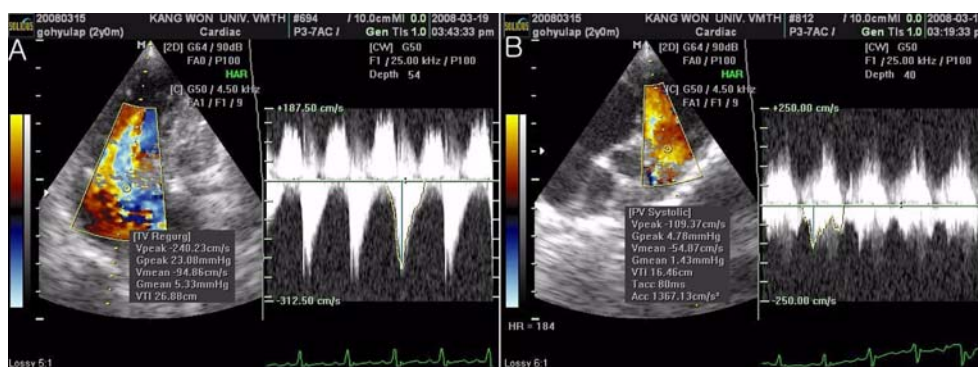 20080315 KANG WON UNIV. VMTH #694 / 10.0cm MI 0.0 2008-03-19
A gohyulap (2y0m) Cardiac P3-7AC / Gen TIs 1.0 03:43:33 pm
H
[2D] G64 / 90dB
FA0 / P100
HAR
[C] G50 / 4.50 kHz
FA1 / F1 / 9
[CW] G50
F1 / 25.00 kHz / P100
Depth 54
+187.50 cm/s
[TV Regurg]
Vpeak -240.23cm/s
Gpeak 23.08mmHg
Vmean -94.86cm/s
Gmean 5.33mmHg
VTI 26.88cm
-312.50 cm/s
Lossy 5:1
20080315 KANG WON UNIV. VMTH #812 / 10.0cm MI 0.0
B gohyulap (2y0m) Cardiac P3-7AC / Gen TIs 1.0 03:19:33 pm
H
[2D] G64 / 90dB
FA0 / P100
HAR
[C] G50 / 4.50 kHz
FA1 / F1 / 9
[CW] G50
F1 / 25.00 kHz / P100
Depth 40
+250.00 cm/s
[PV Systolic]
Vpeak -109.37cm/s
Gpeak 4.78mmHg
Vmean -54.87cm/s
Gmean 1.43mmHg
VTI 16.46cm
Tacc 80ms
Acc 1367.13cm/s²
-250.00 cm/s
HR = 184
Lossy 6:1